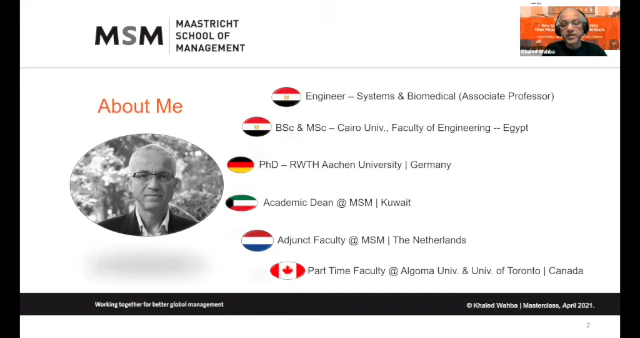 MSM
MAASTRICHT
SCHOOL OF
MANAGEMENT
Khaled Wahba
About Me
Engineer – Systems & Biomedical (Associate Professor)
BSc & MSc – Cairo Univ., Faculty of Engineering -- Egypt
PhD – RWTH Aachen University | Germany
Academic Dean @ MSM | Kuwait
Adjunct Faculty @ MSM | The Netherlands
Part Time Faculty @ Algoma Univ. & Univ. of Toronto | Canada
Working together for better global management
© Khaled Wahba | Masterclass, April 2021.
2